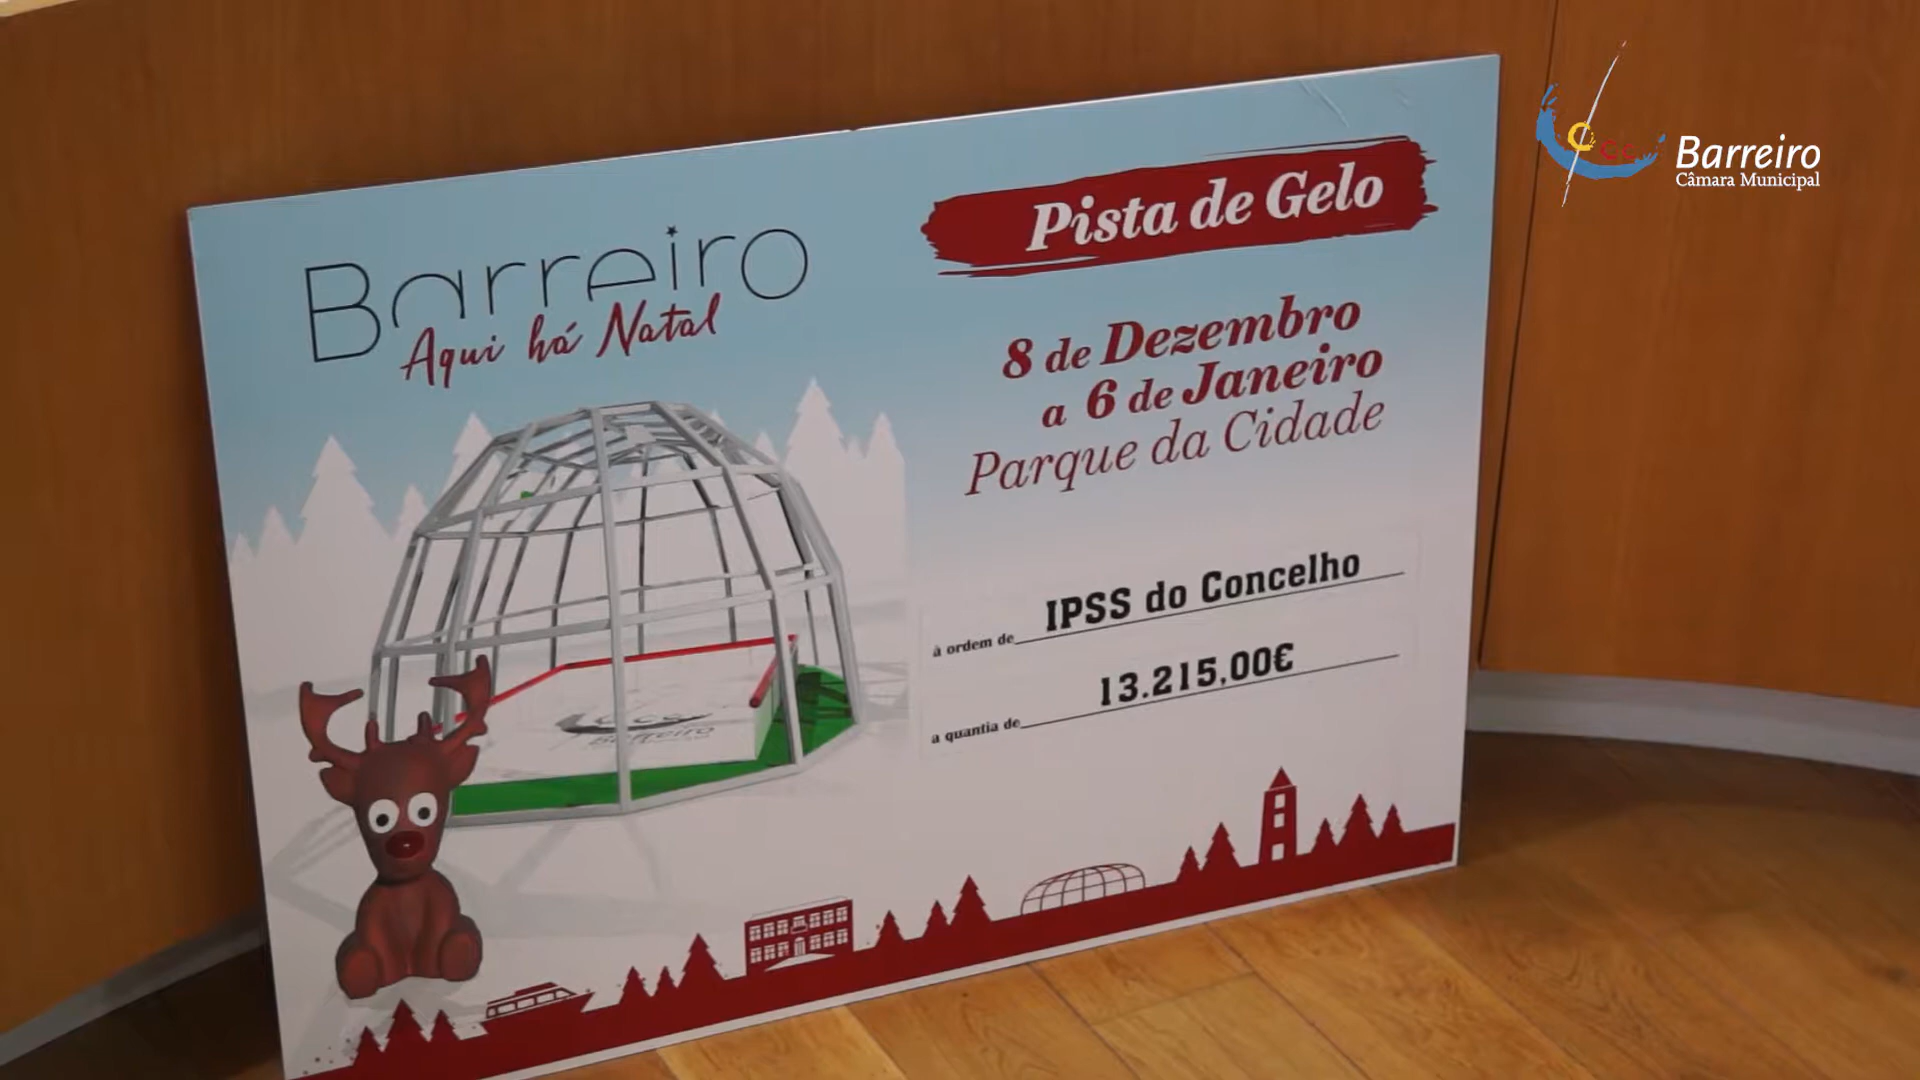 Barreiro
Câmara Municipal
Barreiro
Aqui há Natal
Pista de Gelo
8 de Dezembro
a 6 de Janeiro
Parque da Cidade
à ordem de IPSS do Concelho
a quantia de 13.215,00€
Barreiro